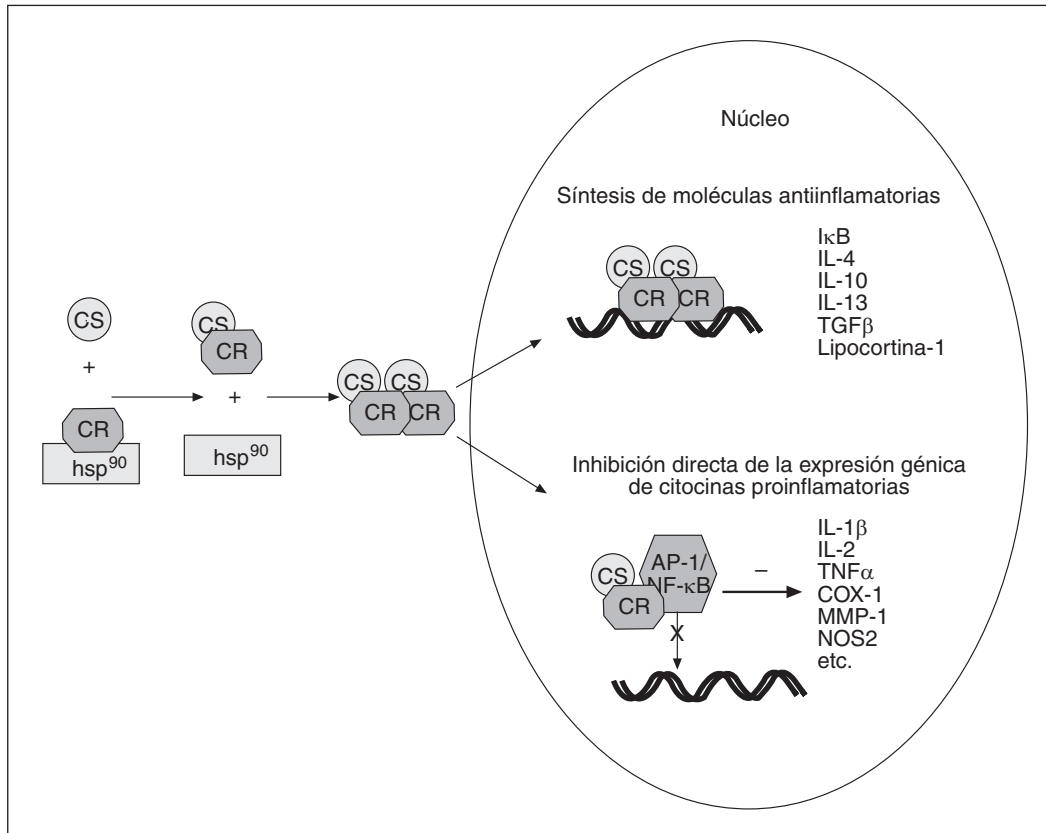 Núcleo
Síntesis de moléculas antiinflamatorias
CS CS
CR CR
IκB
IL-4
IL-10
IL-13
TGFβ
Lipocortina-1
CS
+
CR
hsp90
CS
CR
+
hsp90
CS CS
CR CR
Inhibición directa de la expresión génica
de citocinas proinflamatorias
CS
CR
AP-1/
NF-κB
–
X
IL-1β
IL-2
TNFα
COX-1
MMP-1
NOS2
etc.